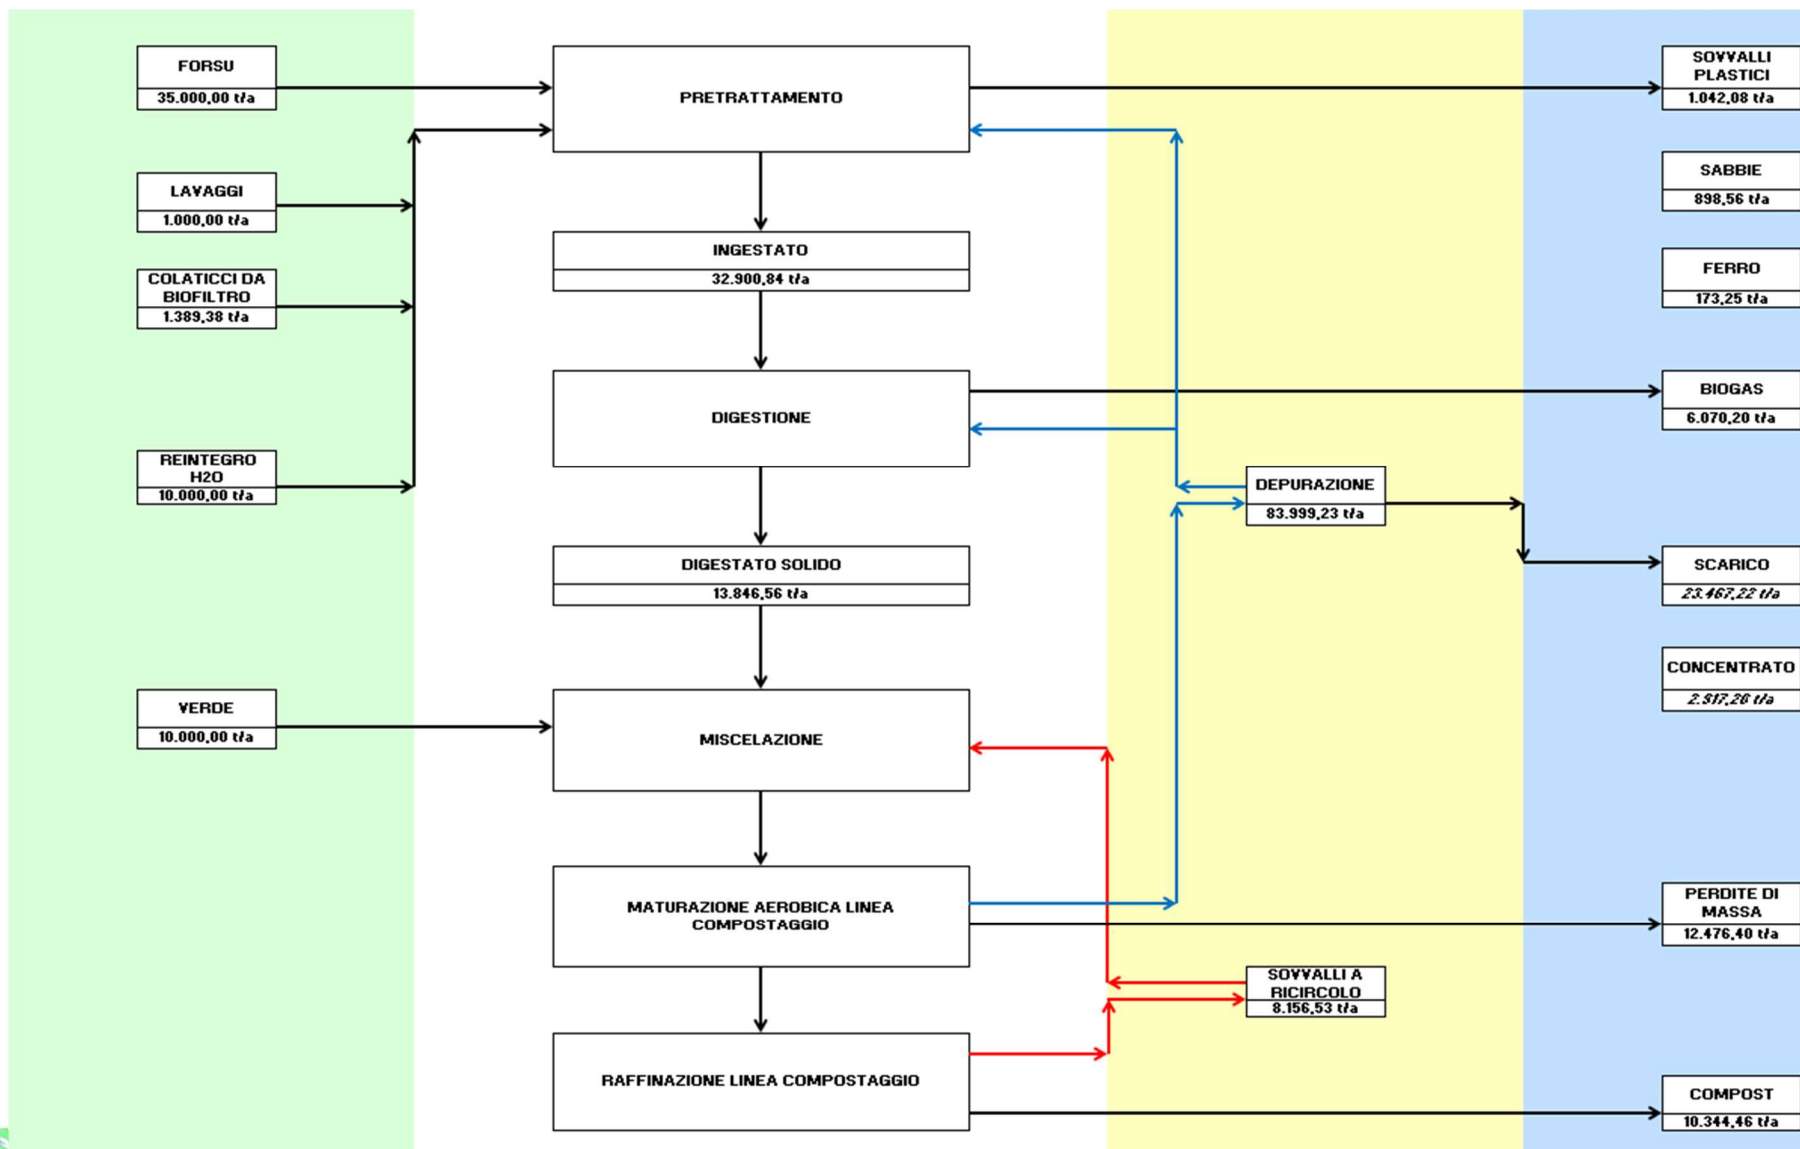 FORSU
35.000,00 t/a
LAVAGGI
1.000,00 t/a
COLATICCI DA
BIOFILTRO
1.389,38 t/a
REINTEGRO
H2O
10.000,00 t/a
VERDE
10.000,00 t/a
PRETRATTAMENTO
INGESTATO
32.900,84 t/a
DIGESTIONE
DIGESTATO SOLIDO
13.846,56 t/a
MISCELAZIONE
MATURAZIONE AEROBICA LINEA
COMPOSTAGGIO
RAFFINAZIONE LINEA COMPOSTAGGIO
DEPURAZIONE
83.999,23 t/a
SOVVALLI A
RICIRCOLO
8.156,53 t/a
SOVVALLI
PLASTICI
1.042,08 t/a
SABBIE
898,56 t/a
FERRO
173,25 t/a
BIOGAS
6.070,20 t/a
SCARICO
23.467,22 t/a
CONCENTRATO
PERDITE DI
MASSA
12.476,40 t/a
COMPOST
10.344,46 t/a